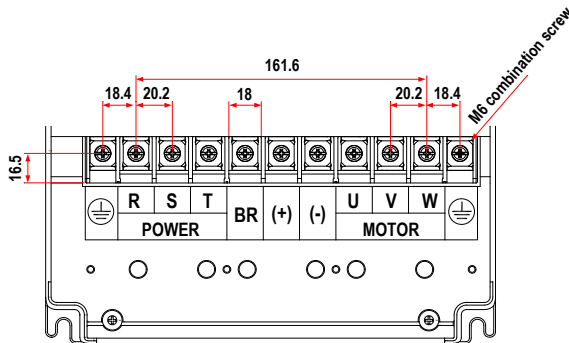 161.6
18.4
20.2
18
20.2
18.4
M6 combination screw
16.5
R S T BR (+) (-) U V W
POWER MOTOR